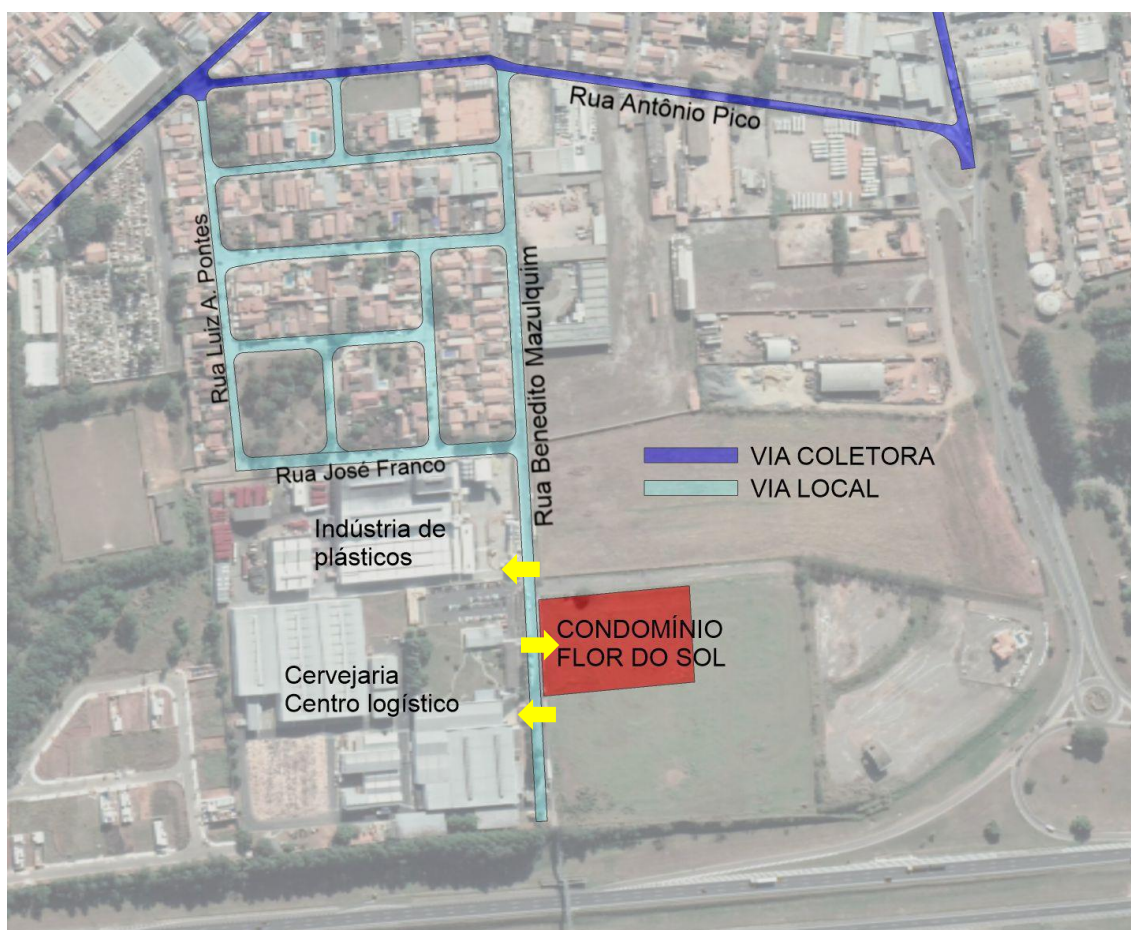 Rua Antônio Pico
Rua Luiz A. Pontes
Rua Benedito Mazulquim
VIA COLETORA
VIA LOCAL
Rua José Franco
Indústria de
plásticos
CONDOMÍNIO
FLOR DO SOL
Cervejaria
Centro logístico